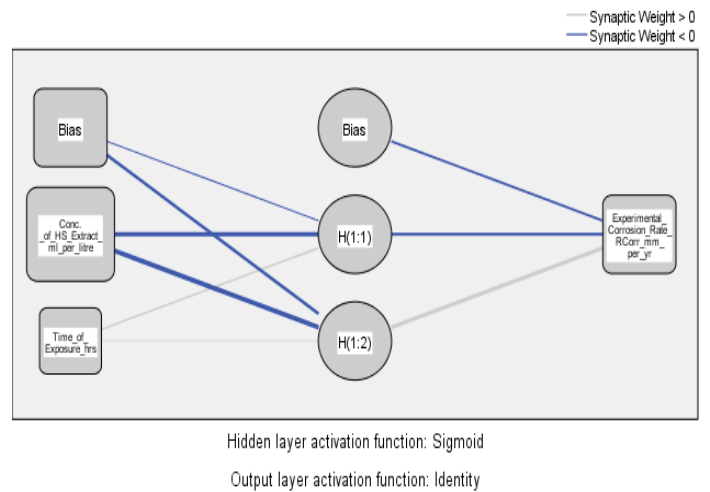 Synaptic Weight > 0
Synaptic Weight < 0
Bias
Bias
Conc.
_of_HS_Extract_
ml_per_litre
H(1:1)
Experimental_
Corrosion_Rate_
RCorr_mm_
per_yr
Time_of_
Exposure_hrs
H(1:2)
Hidden layer activation function: Sigmoid
Output layer activation function: Identity